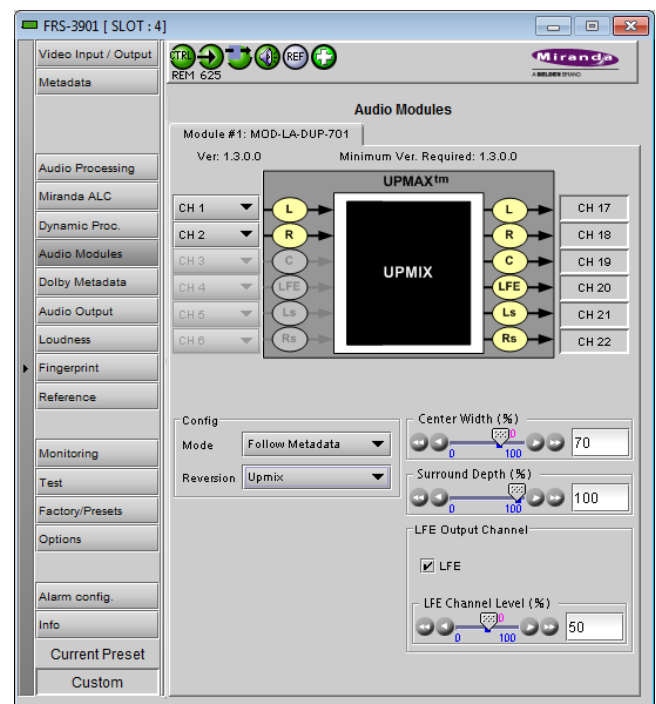 FRS-3901 [ SLOT : 4]
Video Input / Output
Metadata
Audio Processing
Miranda ALC
Dynamic Proc.
Audio Modules
Dolby Metadata
Audio Output
Loudness
Fingerprint
Reference
Monitoring
Test
Factory/Presets
Options
Alarm config.
Info
Current Preset
Custom
CTRL
REF
REM 625
Miranda
A BELDEN BRAND
Audio Modules
Module #1: MOD-LA-DUP-701
Ver: 1.3.0.0 Minimum Ver. Required: 1.3.0.0
UPMAXtm
CH 1 L L CH 17
CH 2 R R CH 18
CH 3 C C CH 19
UPMIX
CH 4 LFE LFE CH 20
CH 5 Ls Ls CH 21
CH 6 Rs Rs CH 22
Config
Mode Follow Metadata
Reversion Upmix
Center Width (%)
0 100 70
Surround Depth (%)
0 100 100
LFE Output Channel
LFE
LFE Channel Level (%)
0 100 50